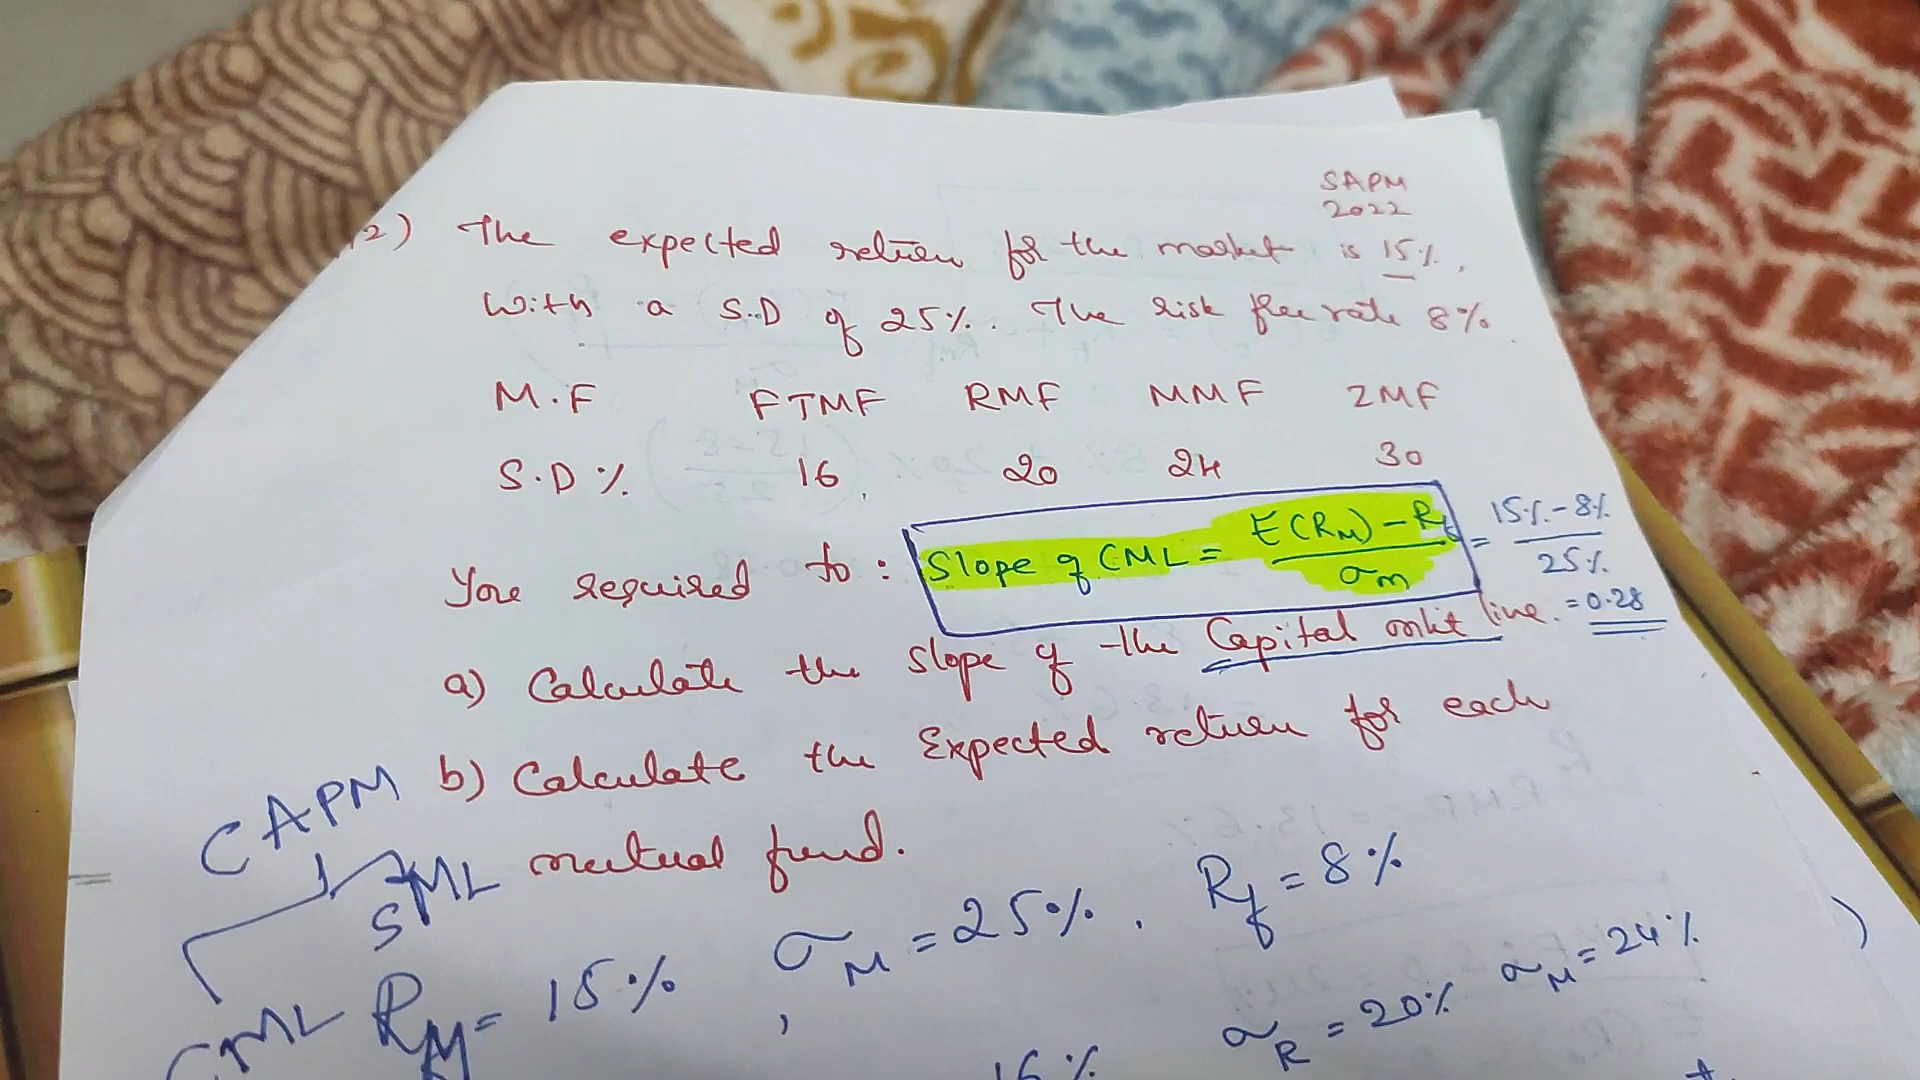 SAPM
2022
2) The expected return for the market is 15%,
With a S.D of 25%. The risk free rate 8%
M.F FTMF RMF MMF ZMF
S.D % 16 20 24 30
You required to : Slope of CML = E(RM) - Rf / σm = 15% - 8% / 25%
a) Calculate the slope of the Capital mkt line. = 0.28
b) Calculate the Expected return for each
mutual fund.
CAPM
SML
CML
RM = 15% , σM = 25% , Rf = 8%
16% σR = 20% σM = 24%